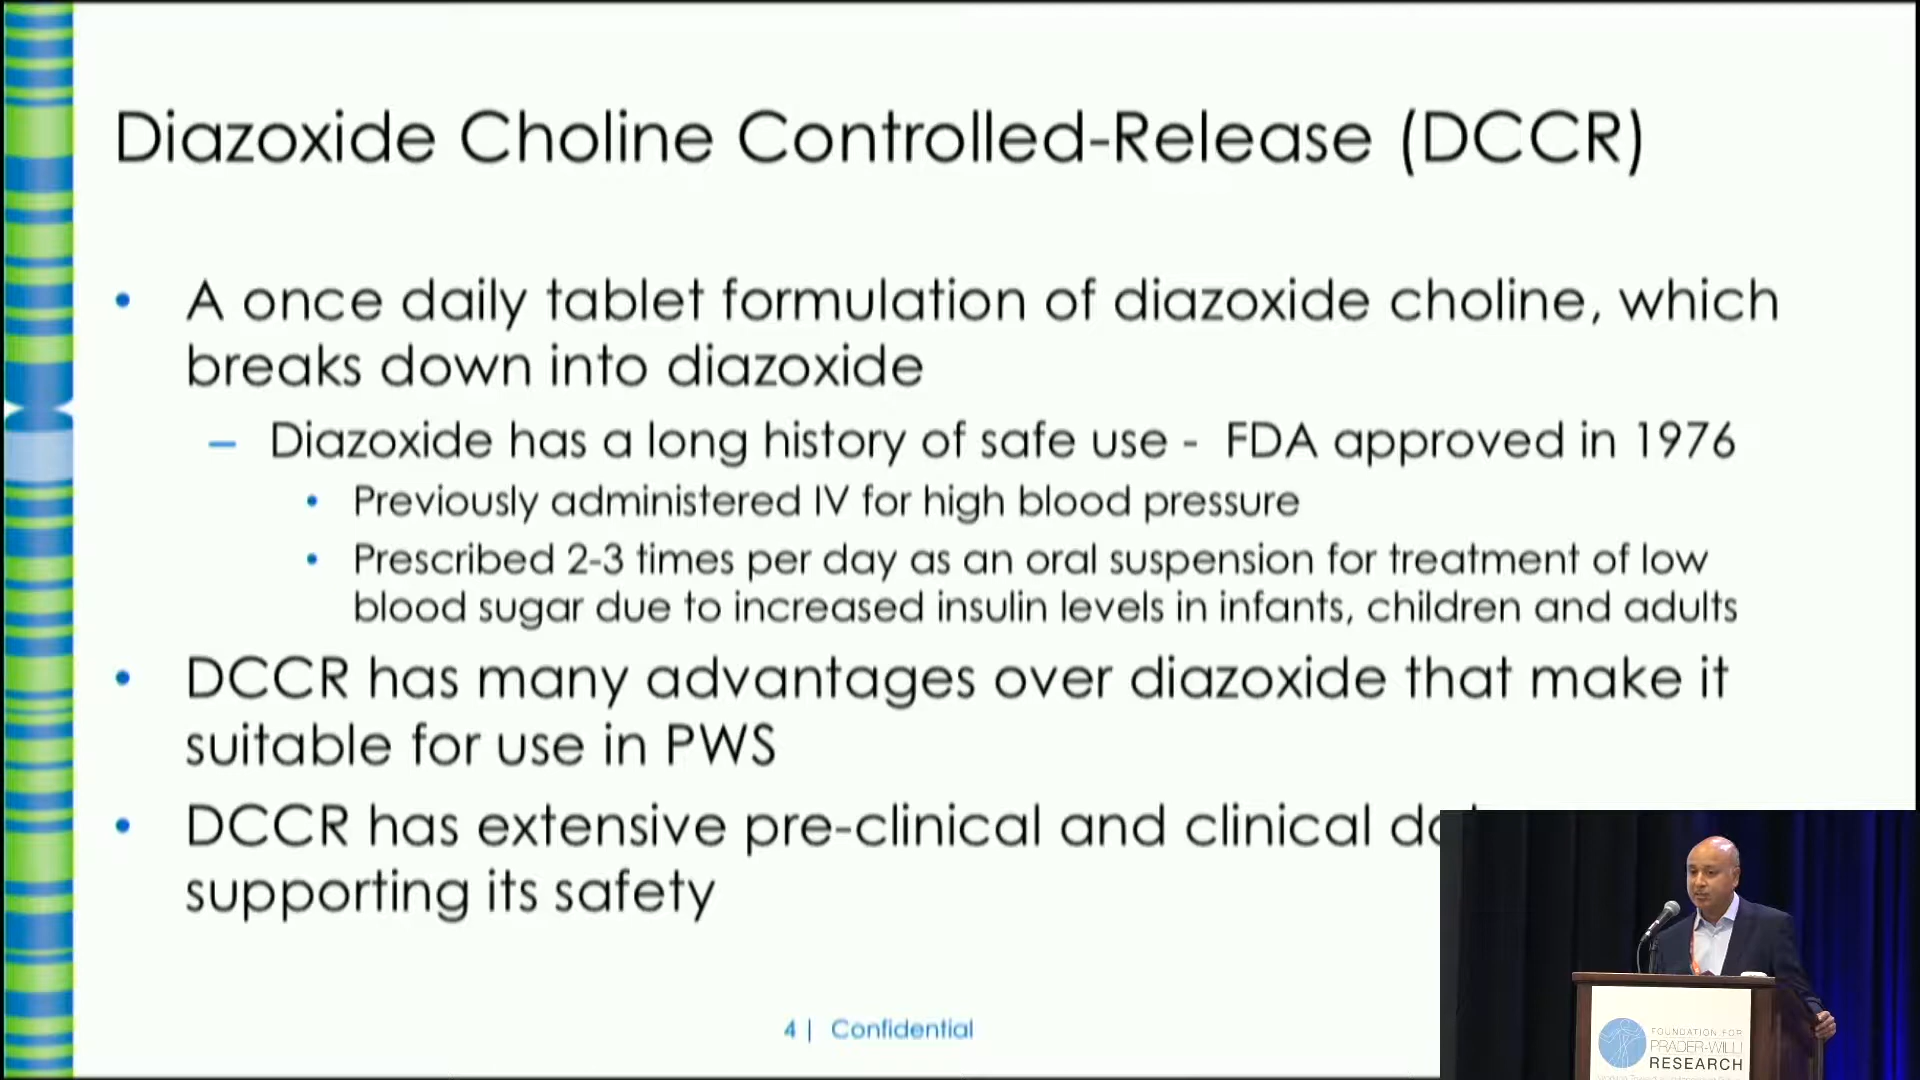 Diazoxide Choline Controlled-Release (DCCR)
• A once daily tablet formulation of diazoxide choline, which
breaks down into diazoxide
– Diazoxide has a long history of safe use - FDA approved in 1976
• Previously administered IV for high blood pressure
• Prescribed 2-3 times per day as an oral suspension for treatment of low
blood sugar due to increased insulin levels in infants, children and adults
• DCCR has many advantages over diazoxide that make it
suitable for use in PWS
• DCCR has extensive pre-clinical and clinical
supporting its safety
4 | Confidential
FOUNDATION FOR
PRADER-WILLI
RESEARCH